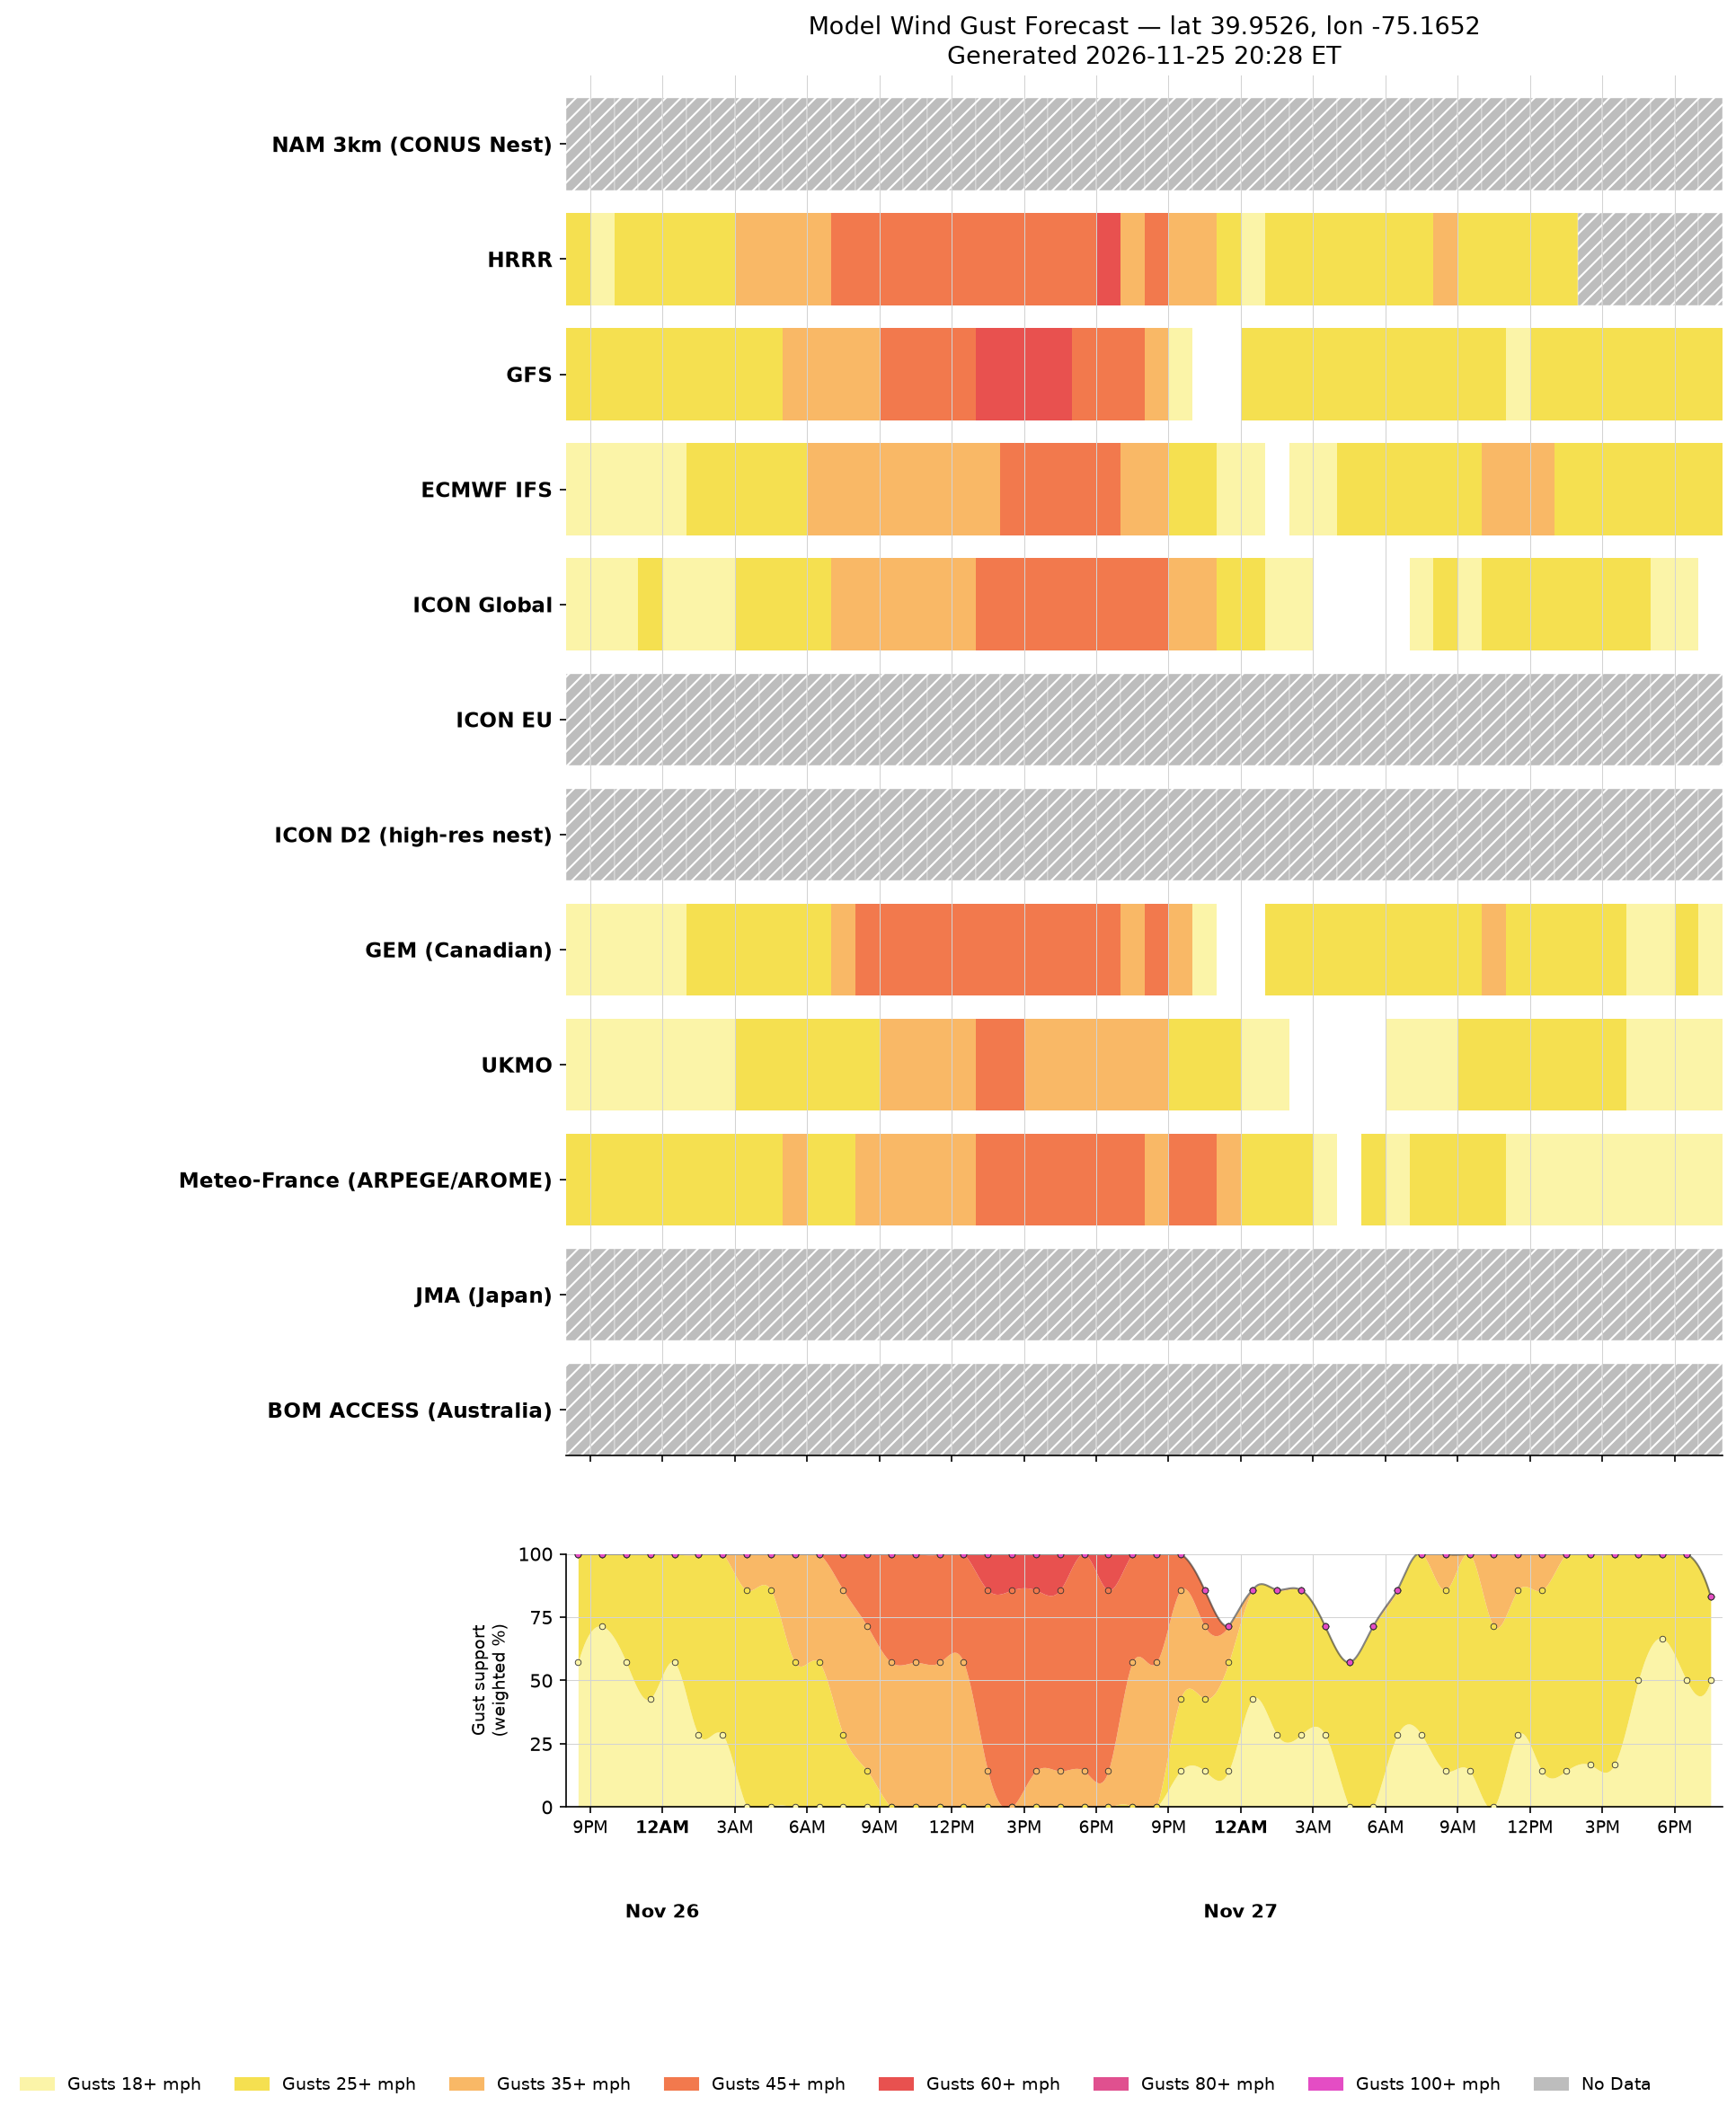 Model Wind Gust Forecast — lat 39.9526, lon -75.1652
Generated 2026-11-25 20:28 ET
NAM 3km (CONUS Nest)
HRRR
GFS
ECMWF IFS
ICON Global
ICON EU
ICON D2 (high-res nest)
GEM (Canadian)
UKMO
Meteo-France (ARPEGE/AROME)
JMA (Japan)
BOM ACCESS (Australia)
Gust support
(weighted %)
100
75
50
25
0
9PM 12AM 3AM 6AM 9AM 12PM 3PM 6PM 9PM 12AM 3AM 6AM 9AM 12PM 3PM 6PM
Nov 26 Nov 27
Gusts 18+ mph Gusts 25+ mph Gusts 35+ mph Gusts 45+ mph Gusts 60+ mph Gusts 80+ mph Gusts 100+ mph No Data